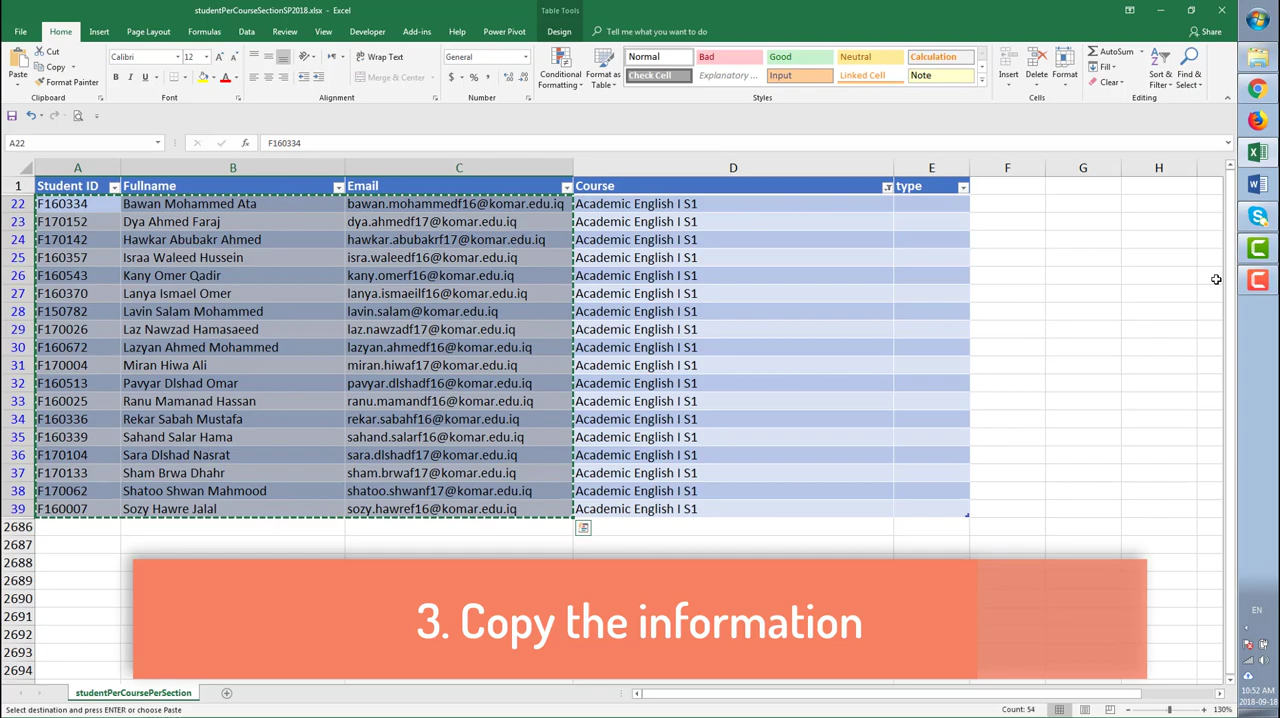 studentPerCourseSectionSP2018.xlsx - Excel
Table Tools
File Home Insert Page Layout Formulas Data Review View Developer Add-ins Help Power Pivot Design Tell me what you want to do Share
Paste
Cut
Copy
Format Painter
Clipboard
Calibri 12
B I U
Font
Wrap Text
Merge & Center
Alignment
General
$ % ,
Number
Conditional Formatting
Format as Table
Normal Bad Good Neutral Calculation
Check Cell Explanatory ... Input Linked Cell Note
Styles
Insert Delete Format
Cells
AutoSum
Fill
Clear
Sort & Filter
Find & Select
Editing
A22 fx F160334
A B C D E F G H
1 Student ID Fullname Email Course type
22 F160334 Bawan Mohammed Ata bawan.mohammedf16@komar.edu.iq Academic English I S1
23 F170152 Dya Ahmed Faraj dya.ahmedf17@komar.edu.iq Academic English I S1
24 F170142 Hawkar Abubakr Ahmed hawkar.abubakrf17@komar.edu.iq Academic English I S1
25 F160357 Israa Waleed Hussein isra.waleedf16@komar.edu.iq Academic English I S1
26 F160543 Kany Omer Qadir kany.omerf16@komar.edu.iq Academic English I S1
27 F160370 Lanya Ismael Omer lanya.ismaeilf16@komar.edu.iq Academic English I S1
28 F150782 Lavin Salam Mohammed lavin.salam@komar.edu.iq Academic English I S1
29 F170026 Laz Nawzad Hamasaeed laz.nawzadf17@komar.edu.iq Academic English I S1
30 F160672 Lazyan Ahmed Mohammed lazyan.ahmedf16@komar.edu.iq Academic English I S1
31 F170004 Miran Hiwa Ali miran.hiwaf17@komar.edu.iq Academic English I S1
32 F160513 Pavyar Dlshad Omar pavyar.dlshadf16@komar.edu.iq Academic English I S1
33 F160025 Ranu Mamanad Hassan ranu.mamandf16@komar.edu.iq Academic English I S1
34 F160336 Rekar Sabah Mustafa rekar.sabahf16@komar.edu.iq Academic English I S1
35 F160339 Sahand Salar Hama sahand.salarf16@komar.edu.iq Academic English I S1
36 F170104 Sara Dlshad Nasrat sara.dlshadf17@komar.edu.iq Academic English I S1
37 F170133 Sham Brwa Dhahr sham.brwaf17@komar.edu.iq Academic English I S1
38 F170062 Shatoo Shwan Mahmood shatoo.shwanf17@komar.edu.iq Academic English I S1
39 F160007 Sozy Hawre Jalal sozy.hawref16@komar.edu.iq Academic English I S1
2686
2687
2688
2689
2690
2691
2692
2693
2694
3. Copy the information
studentPerCoursePerSection
Select destination and press ENTER or choose Paste
Count: 54
130%
EN
10:52 AM
2018-09-18